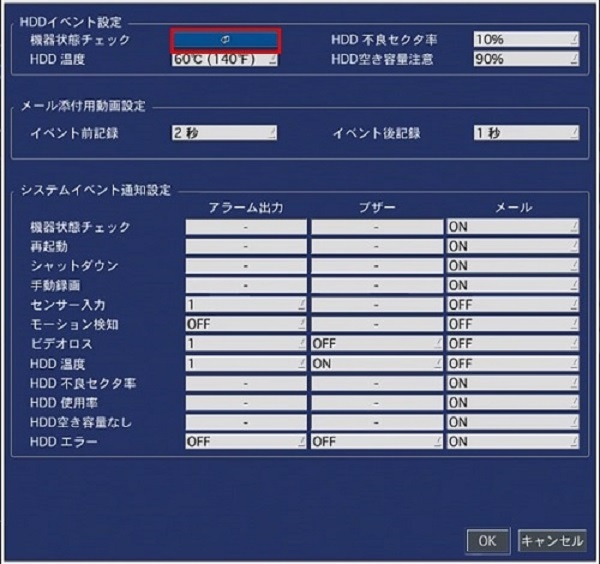 HDDイベント設定
機器状態チェック HDD 不良セクタ率 10%
HDD 温度 60℃ (140℉) HDD空き容量注意 90%
メール添付用動画設定
イベント前記録 2 秒 イベント後記録 1 秒
システムイベント通知設定
アラーム出力 ブザー メール
機器状態チェック - - ON
再起動 - - ON
シャットダウン - - ON
手動録画 - - ON
センサー入力 1 - OFF
モーション検知 OFF - OFF
ビデオロス 1 OFF OFF
HDD 温度 1 ON OFF
HDD 不良セクタ率 - - ON
HDD 使用率 - - ON
HDD空き容量なし - - ON
HDD エラー OFF OFF ON
OK キャンセル